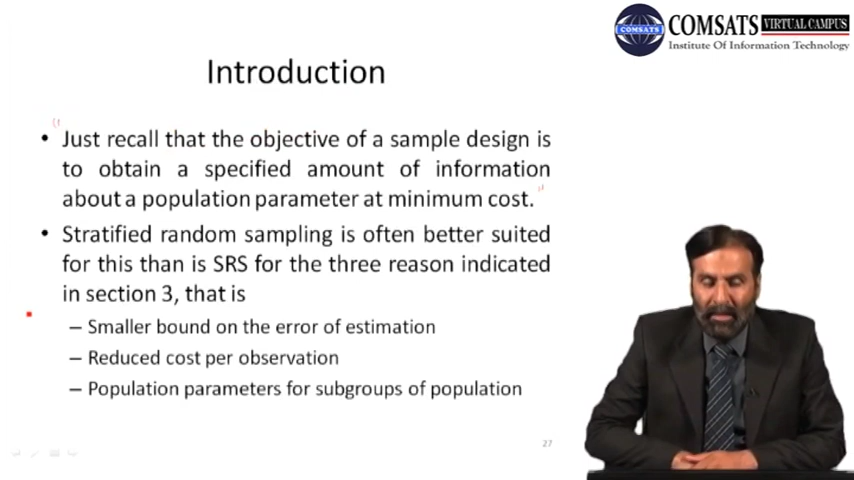 COMSATS
COMSATS VIRTUAL CAMPUS
Institute Of Information Technology
Introduction
• Just recall that the objective of a sample design is
to obtain a specified amount of information
about a population parameter at minimum cost.
• Stratified random sampling is often better suited
for this than is SRS for the three reason indicated
in section 3, that is
– Smaller bound on the error of estimation
– Reduced cost per observation
– Population parameters for subgroups of population
27